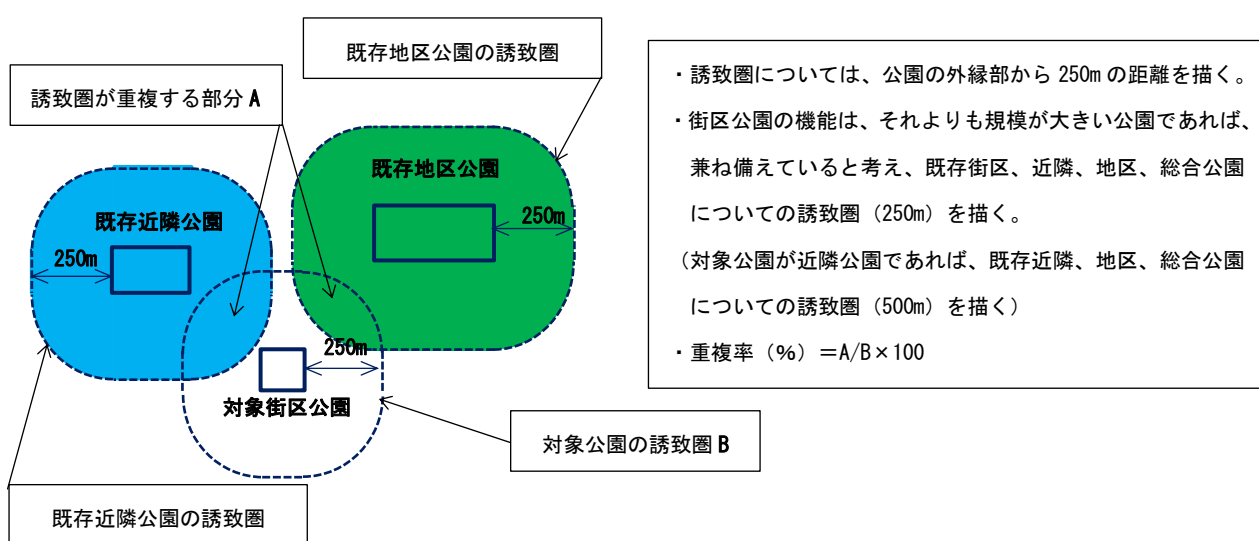 既存地区公園の誘致圏
誘致圏が重複する部分 A
既存地区公園
250m
既存近隣公園
250m
250m
対象街区公園
対象公園の誘致圏 B
既存近隣公園の誘致圏
・誘致圏については、公園の外縁部から 250m の距離を描く。
・街区公園の機能は、それよりも規模が大きい公園であれば、
兼ね備えていると考え、既存街区、近隣、地区、総合公園
についての誘致圏（250m）を描く。
（対象公園が近隣公園であれば、既存近隣、地区、総合公園
についての誘致圏（500m）を描く）
・重複率（%）＝A/B×100